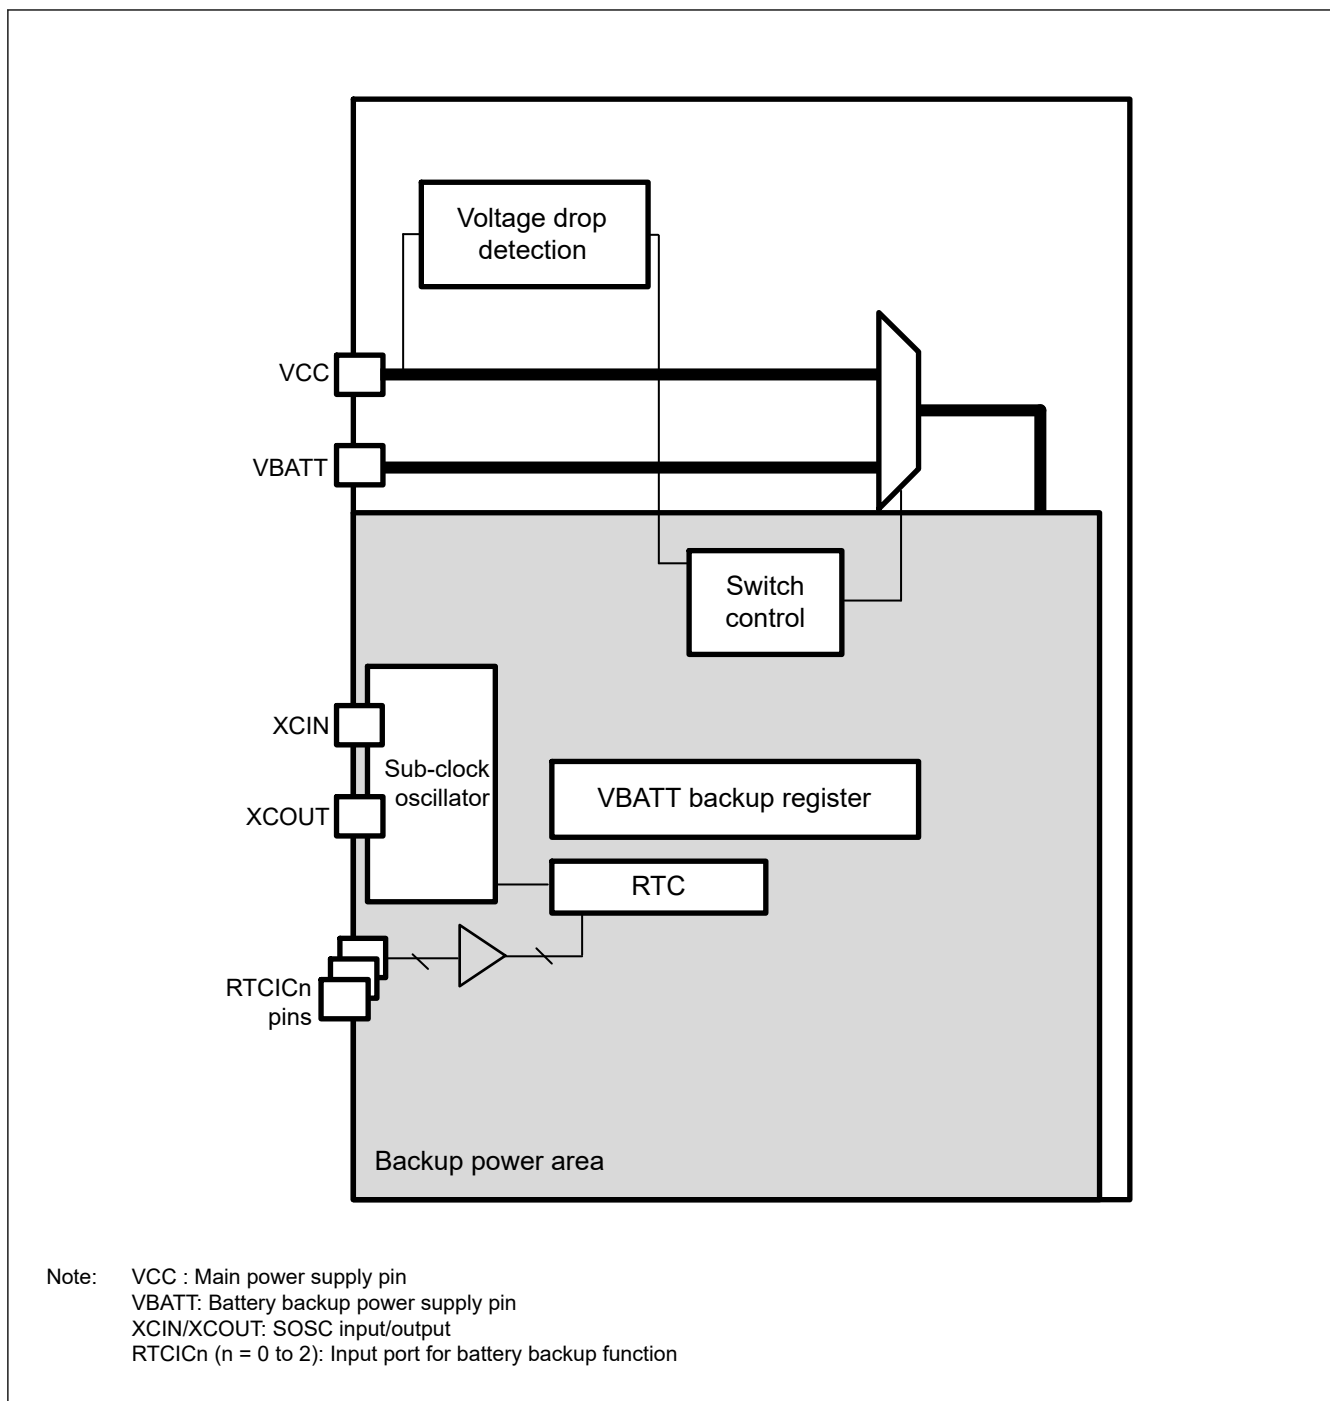 Voltage drop
detection
VCC
VBATT
Switch
control
XCIN
Sub-clock
oscillator
XCOUT
VBATT backup register
RTC
RTCICn
pins
Backup power area
Note: VCC : Main power supply pin
VBATT: Battery backup power supply pin
XCIN/XCOUT: SOSC input/output
RTCICn (n = 0 to 2): Input port for battery backup function